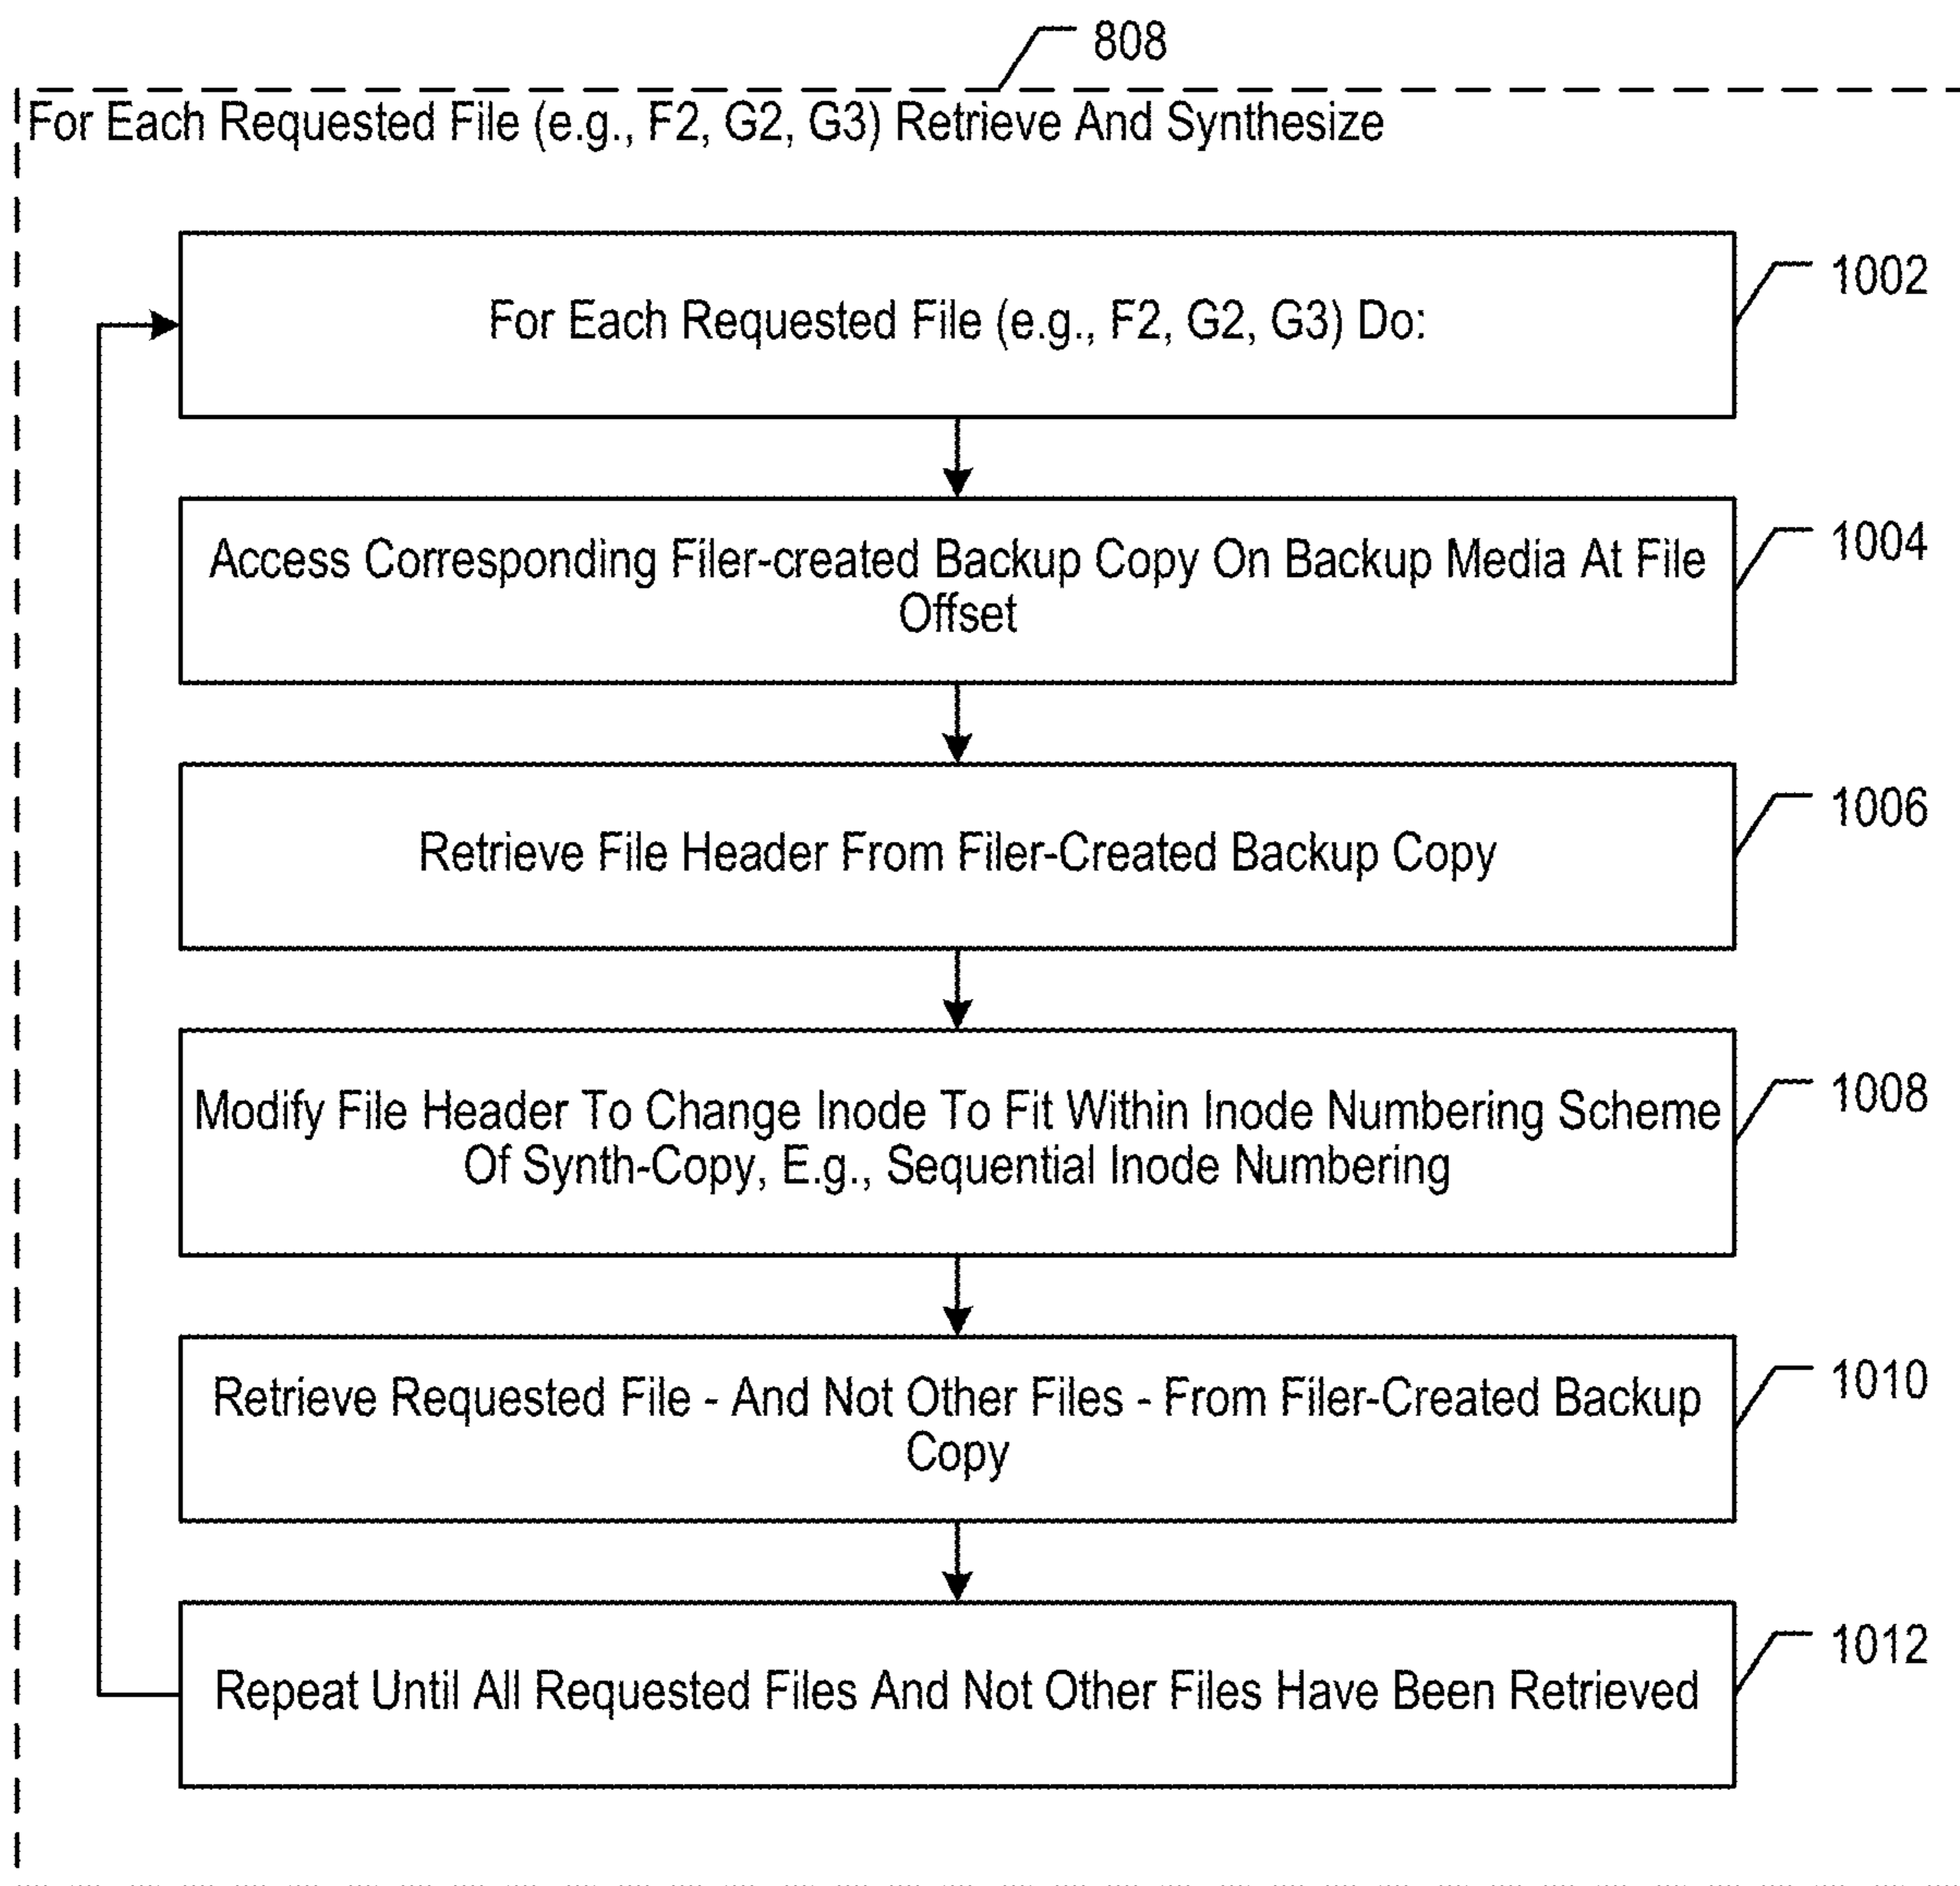 808
For Each Requested File (e.g., F2, G2, G3) Retrieve And Synthesize
For Each Requested File (e.g., F2, G2, G3) Do:
1002
Access Corresponding Filer-created Backup Copy On Backup Media At File
Offset
1004
Retrieve File Header From Filer-Created Backup Copy
1006
Modify File Header To Change Inode To Fit Within Inode Numbering Scheme
Of Synth-Copy, E.g., Sequential Inode Numbering
1008
Retrieve Requested File - And Not Other Files - From Filer-Created Backup
Copy
1010
Repeat Until All Requested Files And Not Other Files Have Been Retrieved
1012